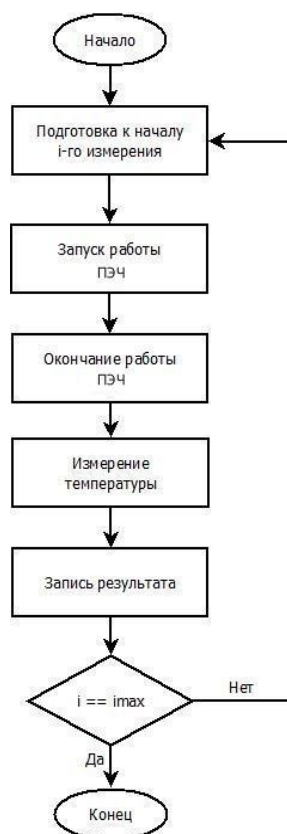 Начало
Подготовка к началу
i-го измерения
Запуск работы
ПЭЧ
Окончание работы
ПЭЧ
Измерение
температуры
Запись результата
i == imax
Нет
Да
Конец